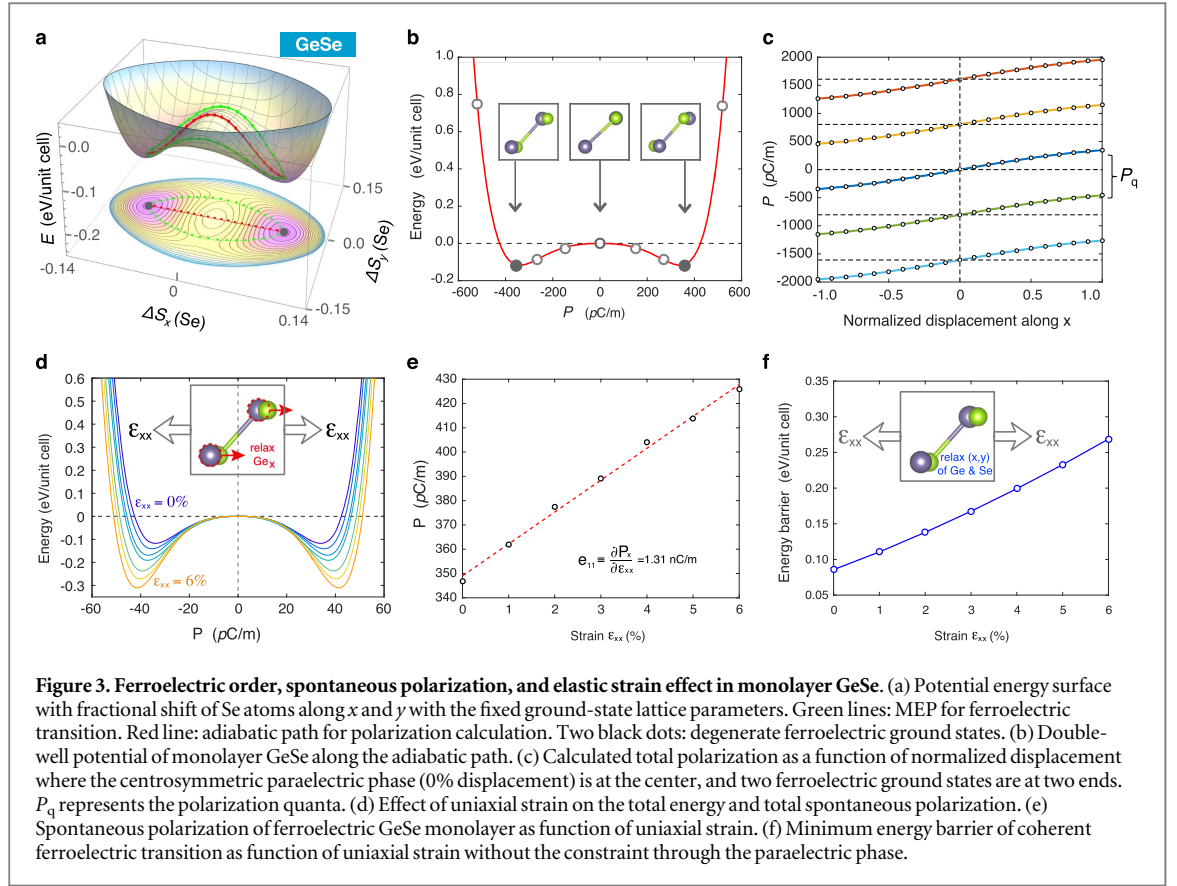 a
GeSe
E (eV/unit cell)
0.0
-0.1
-0.2
-0.14
0
0.14
ΔSx (Se)
0.15
0.0
-0.15
ΔSy (Se)
b
Energy (eV/unit cell)
1.0
0.8
0.6
0.4
0.2
0.0
-0.2
-600 -400 -200 0 200 400 600
P (pC/m)
c
P (pC/m)
2000
1500
1000
500
0
-500
-1000
-1500
-2000
Pq
-1.0 -0.5 0 0.5 1.0
Normalized displacement along x
d
Energy (eV/unit cell)
0.6
0.5
0.4
0.3
0.2
0.1
0
-0.1
-0.2
-0.3
εxx εxx
relax
Gex
εxx = 0%
εxx = 6%
-60 -40 -20 0 20 40 60
P (pC/m)
e
P (pC/m)
430
420
410
400
390
380
370
360
350
340
e11 = ∂Px/∂εxx =1.31 nC/m
0 1 2 3 4 5 6
Strain εxx (%)
f
Energy barrier (eV/unit cell)
0.35
0.30
0.25
0.20
0.15
0.10
0.05
εxx εxx
relax (x,y)
of Ge & Se
0 1 2 3 4 5 6
Strain εxx (%)
Figure 3. Ferroelectric order, spontaneous polarization, and elastic strain effect in monolayer GeSe. (a) Potential energy surface
with fractional shift of Se atoms along x and y with the fixed ground-state lattice parameters. Green lines: MEP for ferroelectric
transition. Red line: adiabatic path for polarization calculation. Two black dots: degenerate ferroelectric ground states. (b) Double-
well potential of monolayer GeSe along the adiabatic path. (c) Calculated total polarization as a function of normalized displacement
where the centrosymmetric paraelectric phase (0% displacement) is at the center, and two ferroelectric ground states are at two ends.
Pq represents the polarization quanta. (d) Effect of uniaxial strain on the total energy and total spontaneous polarization. (e)
Spontaneous polarization of ferroelectric GeSe monolayer as function of uniaxial strain. (f) Minimum energy barrier of coherent
ferroelectric transition as function of uniaxial strain without the constraint through the paraelectric phase.